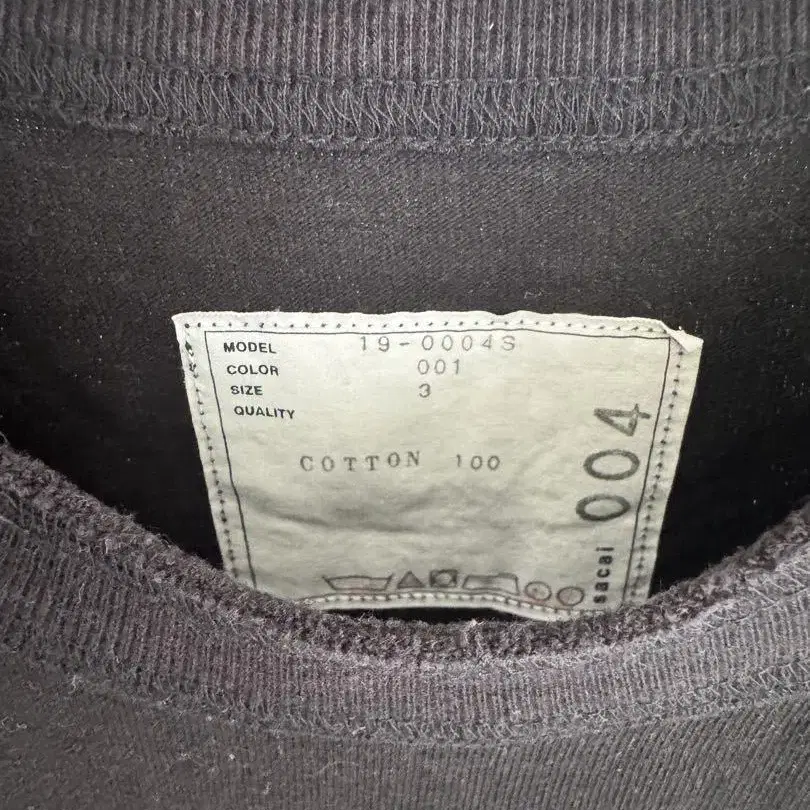 MODEL 19-0004S
COLOR 001
SIZE 3
QUALITY
COTTON 100
sacai 004